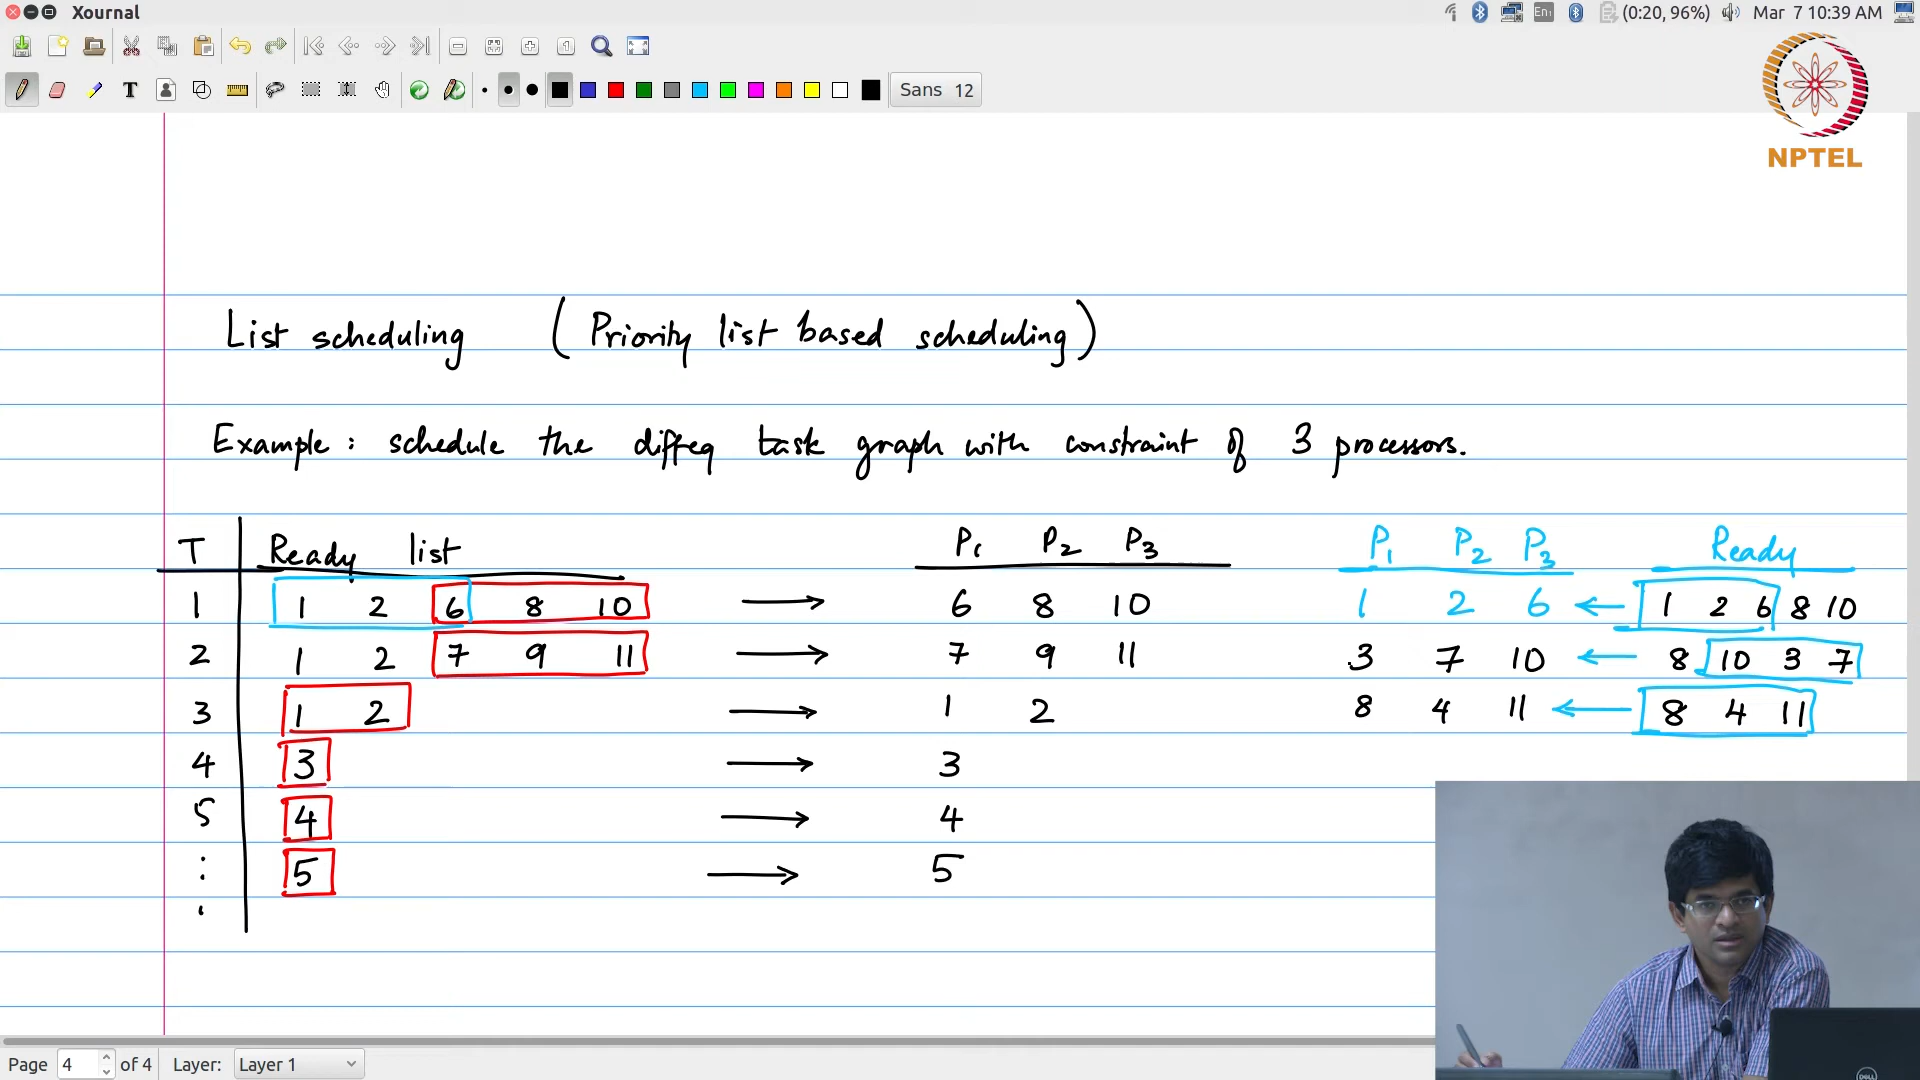 Xournal
En1
(0:20, 96%)
Mar 7 10:39 AM
T
Sans 12
NPTEL
List scheduling (Priority list based scheduling)
Example: schedule the diffeq task graph with constraint of 3 processors.
T Ready list P1 P2 P3 P1 P2 P3 Ready
1 1 2 6 8 10 → 6 8 10 1 2 6 ← 1 2 6 8 10
2 1 2 7 9 11 → 7 9 11 3 7 10 ← 8 10 3 7
3 1 2 → 1 2 8 4 11 ← 8 4 11
4 3 → 3
5 4 → 4
: 5 → 5
Page 4 of 4 Layer: Layer 1
DELL